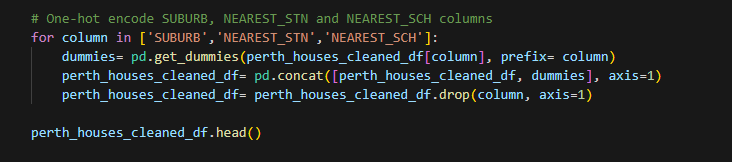 # One-hot encode SUBURB, NEAREST_STN and NEAREST_SCH columns
for column in ['SUBURB','NEAREST_STN','NEAREST_SCH']:
    dummies= pd.get_dummies(perth_houses_cleaned_df[column], prefix= column)
    perth_houses_cleaned_df= pd.concat([perth_houses_cleaned_df, dummies], axis=1)
    perth_houses_cleaned_df= perth_houses_cleaned_df.drop(column, axis=1)

perth_houses_cleaned_df.head()